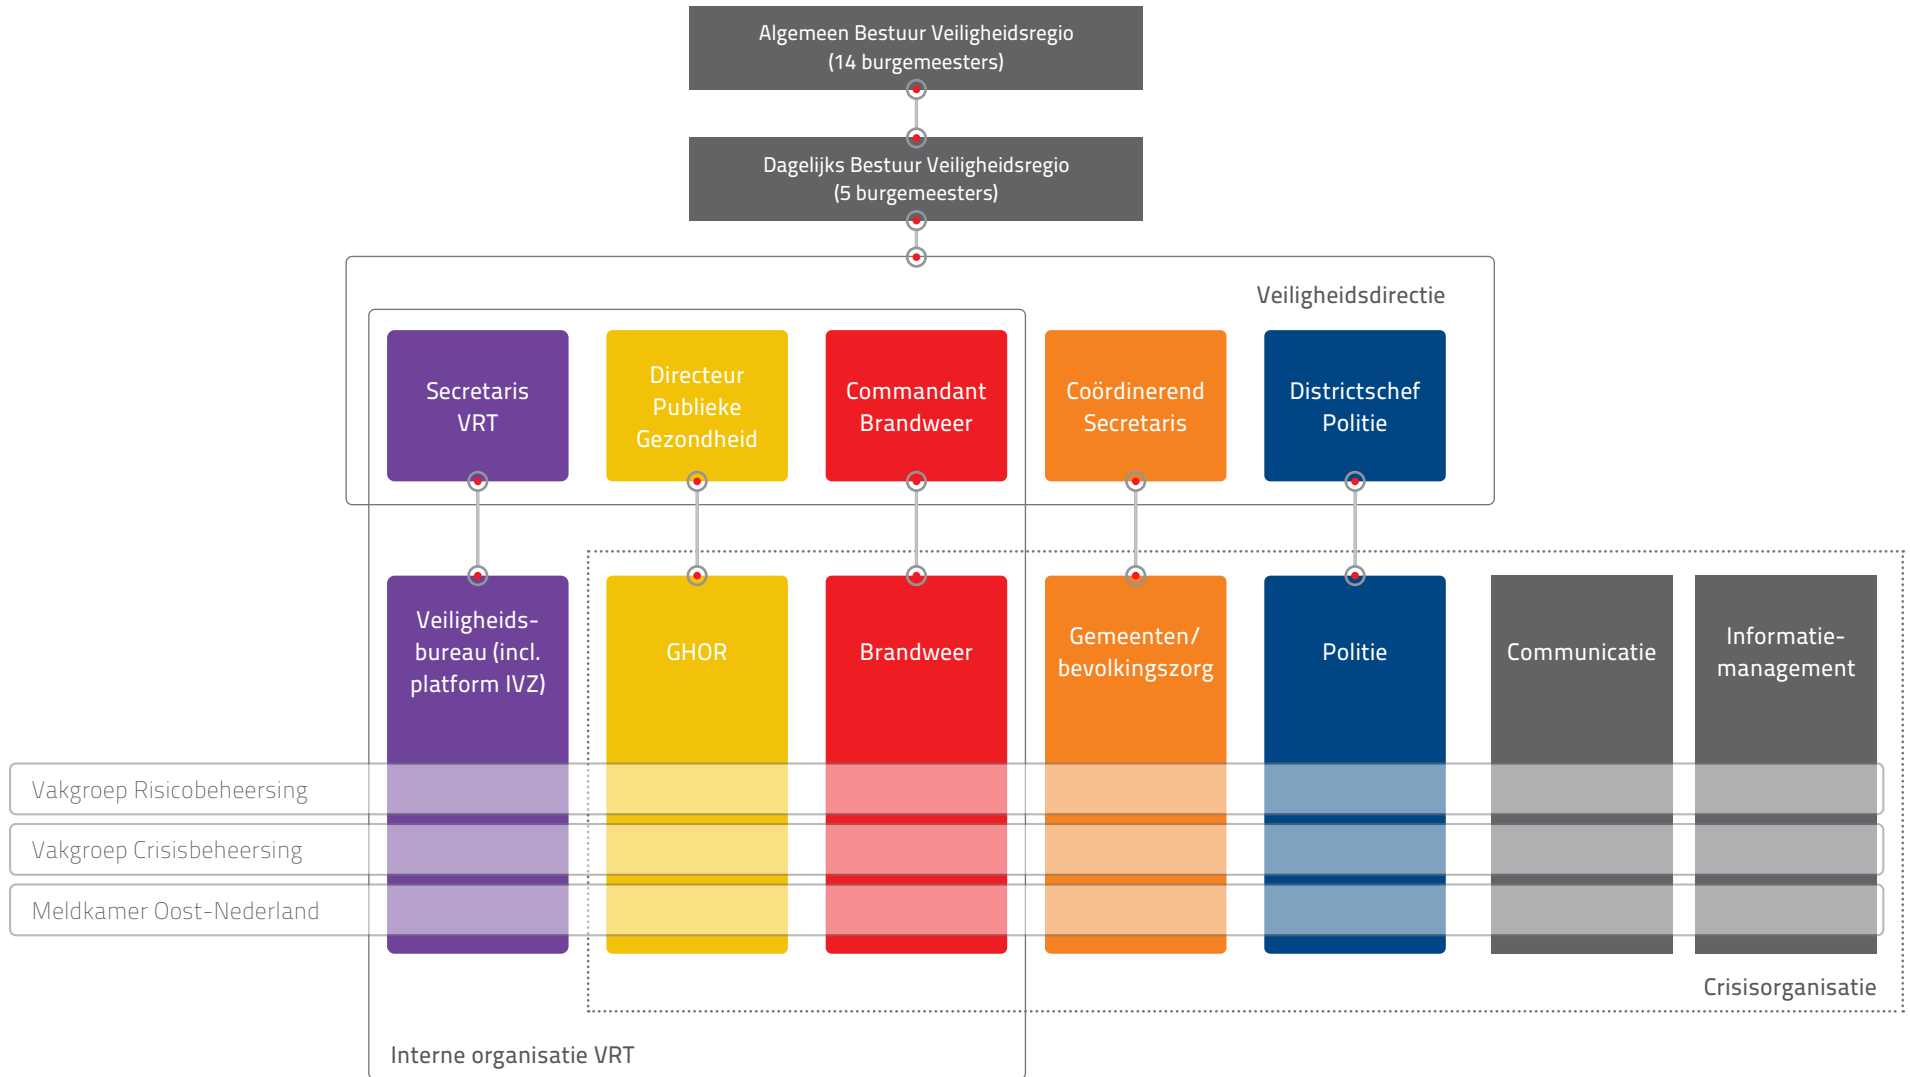 Algemeen Bestuur Veiligheidsregio
(14 burgemeesters)
Dagelijks Bestuur Veiligheidsregio
(5 burgemeesters)
Veiligheidsdirectie
Secretaris
VRT
Directeur
Publieke
Gezondheid
Commandant
Brandweer
Coördinerend
Secretaris
Districtschef
Politie
Veiligheids-
bureau (incl.
platform IVZ)
GHOR
Brandweer
Gemeenten/
bevolkingszorg
Politie
Communicatie
Informatie-
management
Vakgroep Risicobeheersing
Vakgroep Crisisbeheersing
Meldkamer Oost-Nederland
Crisisorganisatie
Interne organisatie VRT